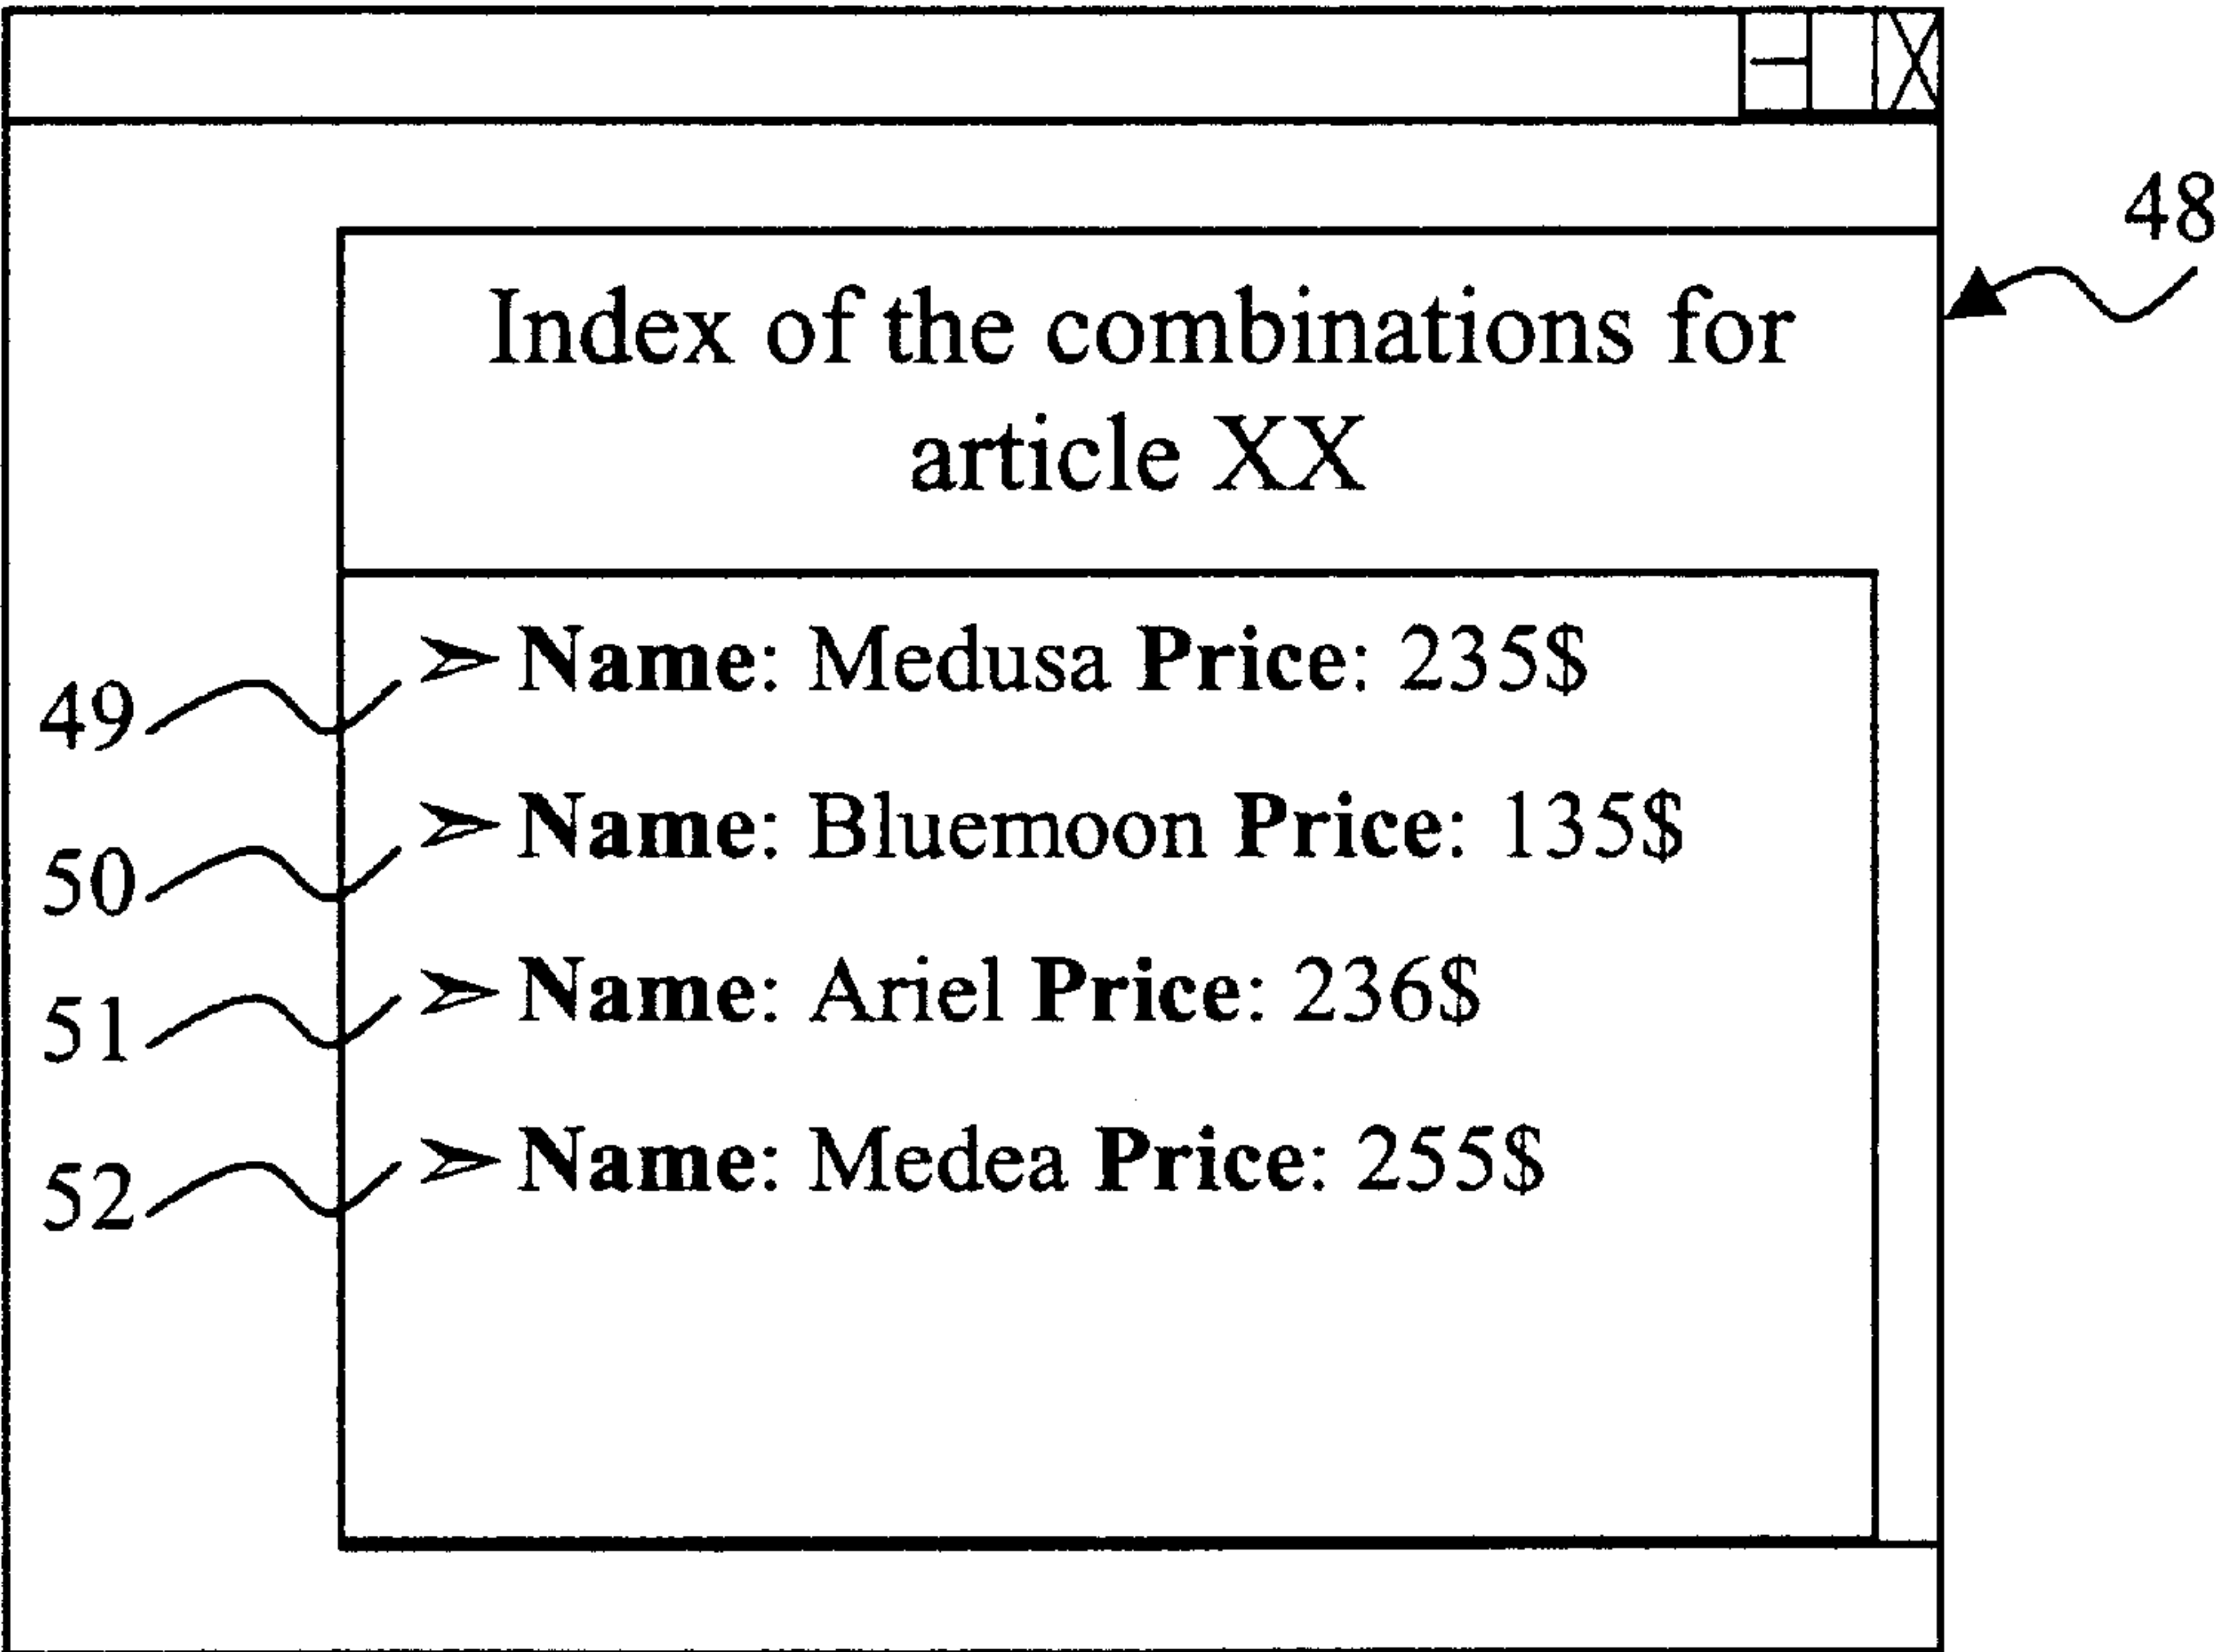 48
Index of the combinations for
article XX
➢ Name: Medusa Price: 235$
49
➢ Name: Bluemoon Price: 135$
50
➢ Name: Ariel Price: 236$
51
➢ Name: Medea Price: 255$
52